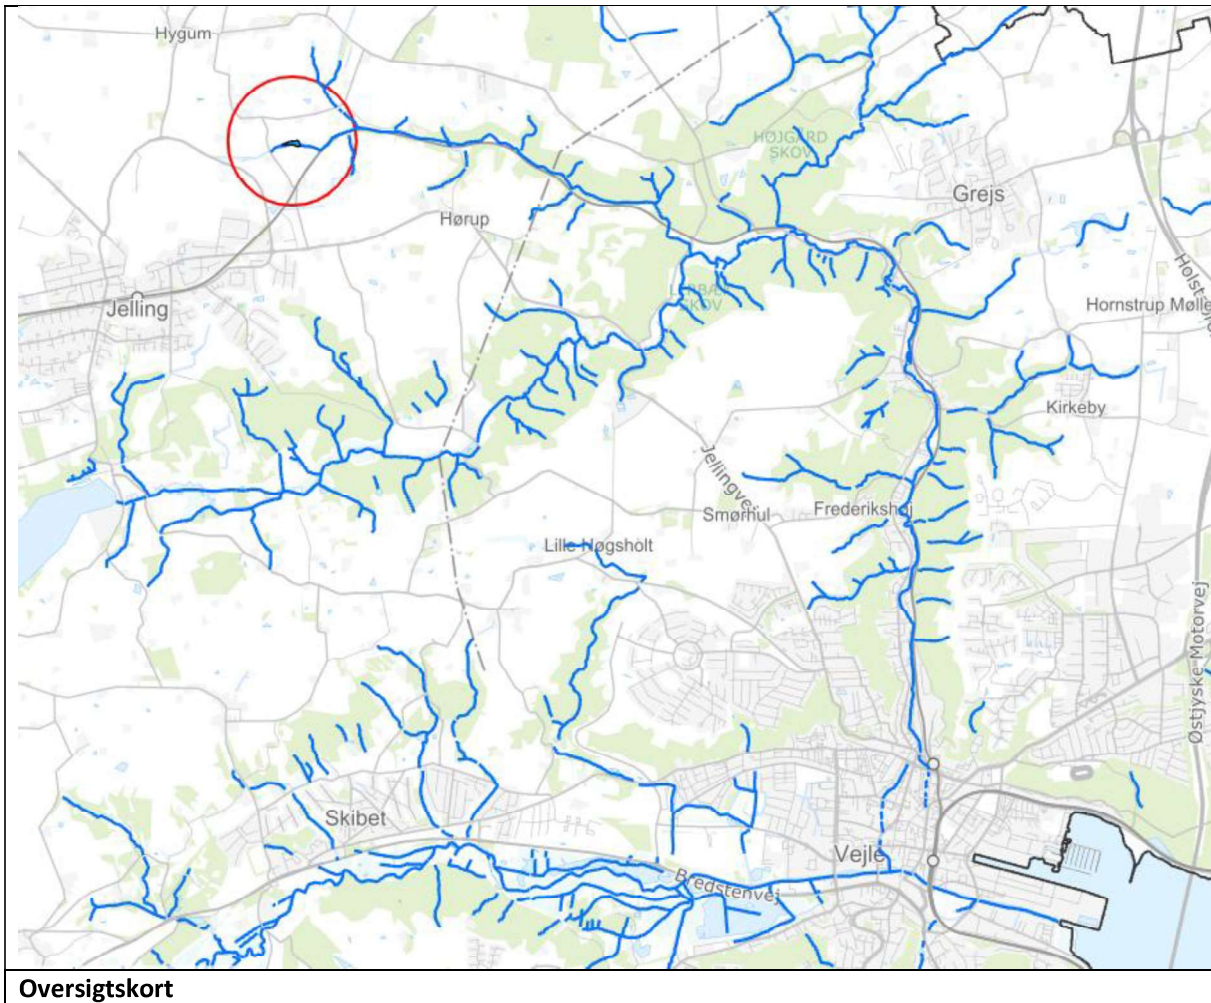 Hygum
HØJGÅRD
SKOV
Grejs
Hørup
Holst
SKOV
Jelling
Hornstrup Mølle
Kirkeby
Jellingvej
Smørhul
Frederikshøj
Lille Høgsholt
Østjyske Motorvej
Skibet
Vejle
Bredstenvej
Oversigtskort